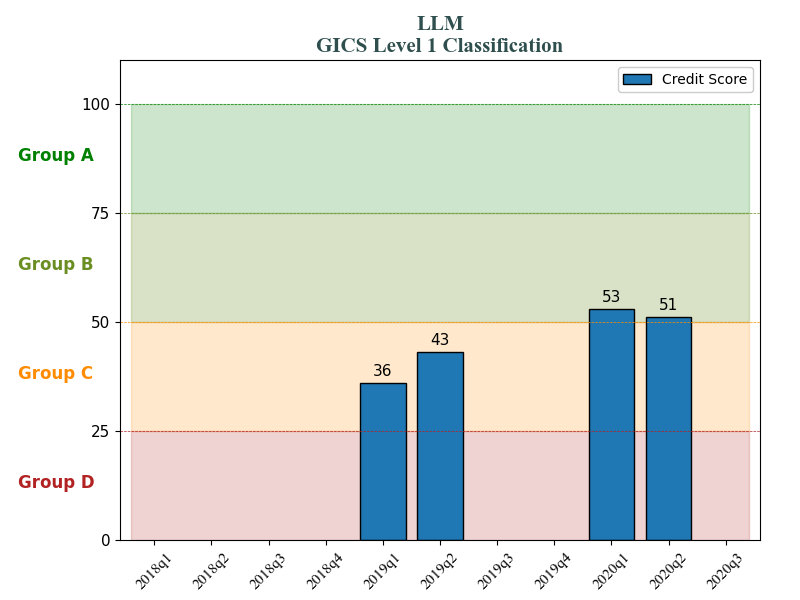 LLM
GICS Level 1 Classification
Credit Score
100
Group A
75
Group B
53
51
50
43
Group C
36
25
Group D
0
2018q1
2018q2
2018q3
2018q4
2019q1
2019q2
2019q3
2019q4
2020q1
2020q2
2020q3